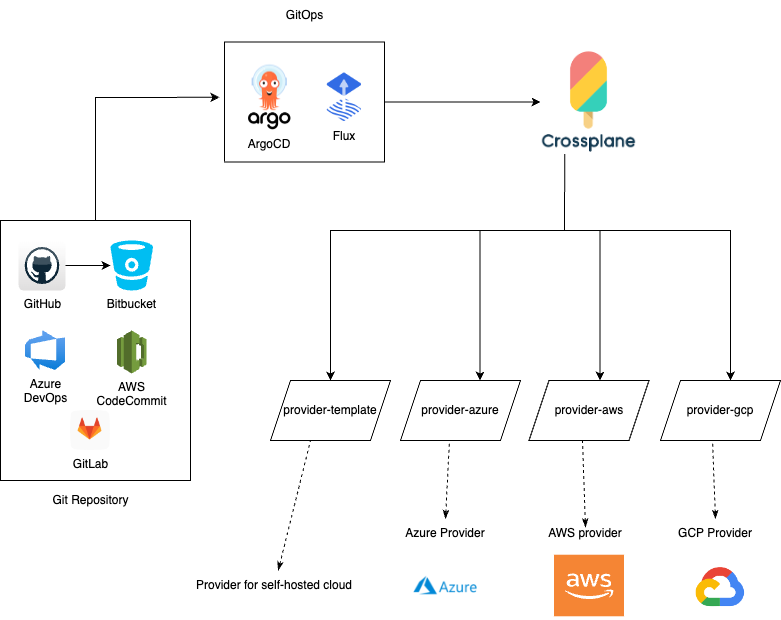 GitOps
argo
ArgoCD
Flux
Crossplane
GitHub
Bitbucket
Azure
DevOps
AWS
CodeCommit
GitLab
Git Repository
provider-template
provider-azure
provider-aws
provider-gcp
Azure Provider
AWS provider
GCP Provider
Provider for self-hosted cloud
Azure
aws